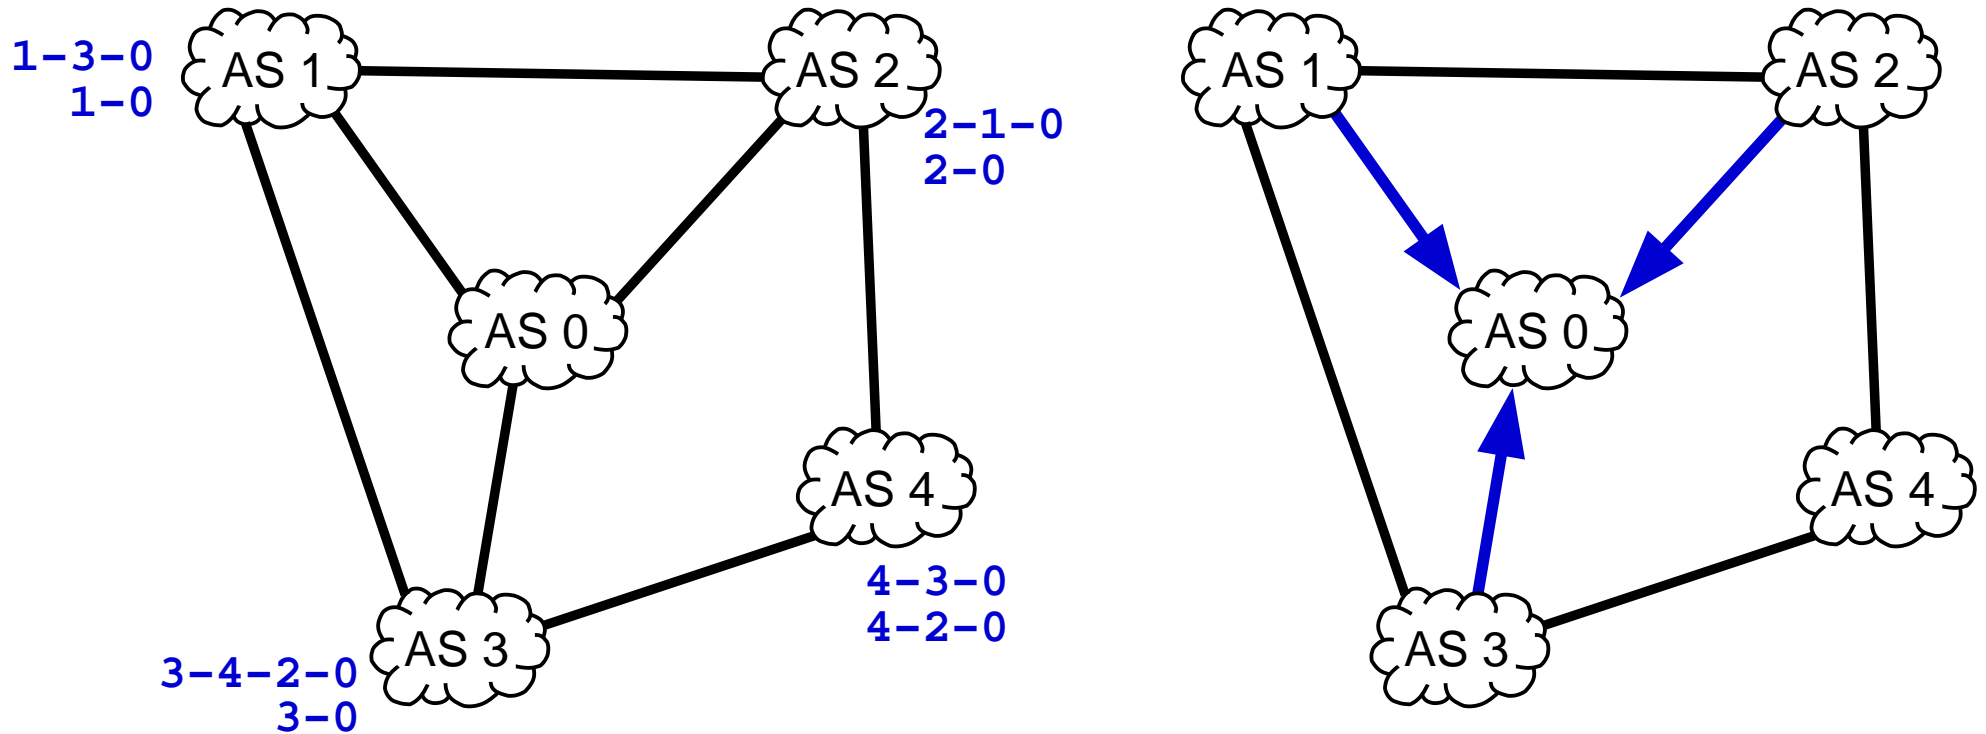 1-3-0
1-0
AS 1
AS 2
2-1-0
2-0
AS 0
AS 4
4-3-0
4-2-0
AS 3
3-4-2-0
3-0
AS 1
AS 2
AS 0
AS 4
AS 3